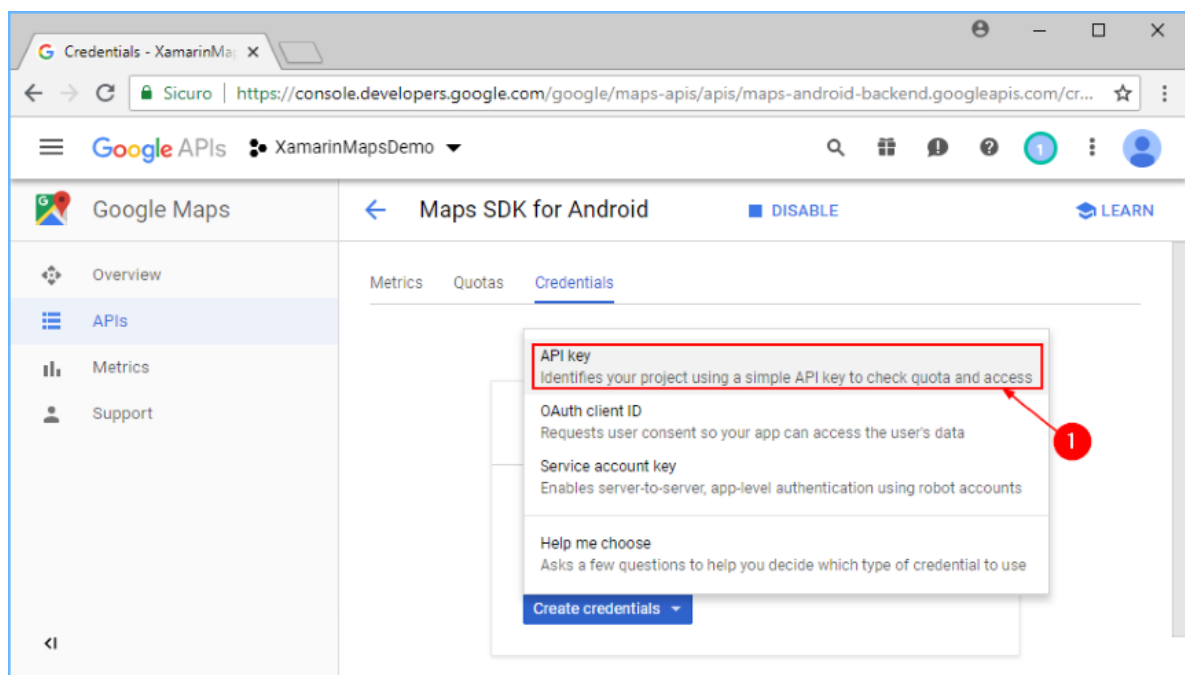 Credentials - XamarinMa
Sicuro | https://console.developers.google.com/google/maps-apis/apis/maps-android-backend.googleapis.com/cr...
Google APIs XamarinMapsDemo 1
Google Maps Maps SDK for Android DISABLE LEARN
Overview
APIs
Metrics
Support
Metrics Quotas Credentials
API key
Identifies your project using a simple API key to check quota and access
OAuth client ID
Requests user consent so your app can access the user's data
1
Service account key
Enables server-to-server, app-level authentication using robot accounts
Help me choose
Asks a few questions to help you decide which type of credential to use
Create credentials